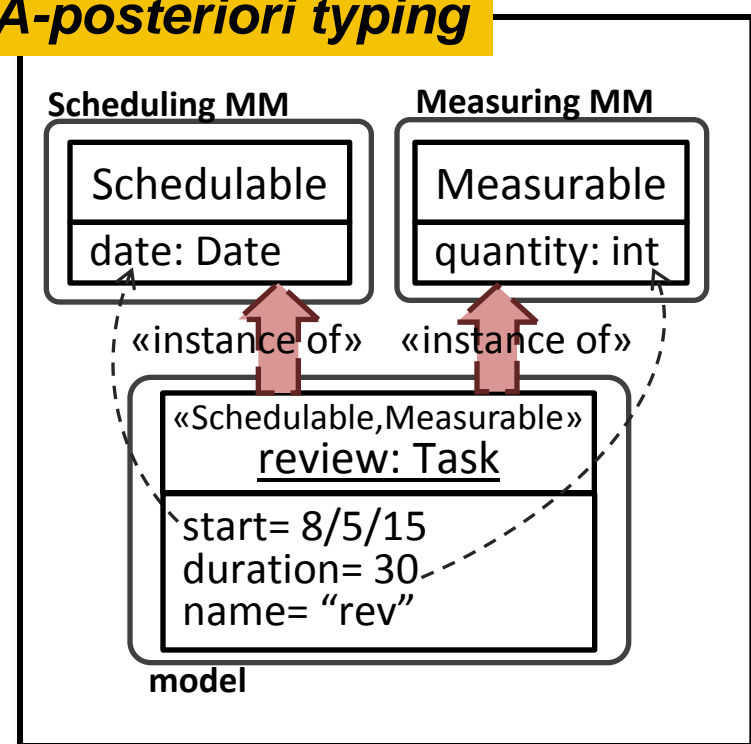 A-posteriori typing
Scheduling MM
Measuring MM
Schedulable
date: Date
Measurable
quantity: int
«instance of»
«instance of»
«Schedulable,Measurable»
review: Task
start= 8/5/15
duration= 30
name= “rev”
model